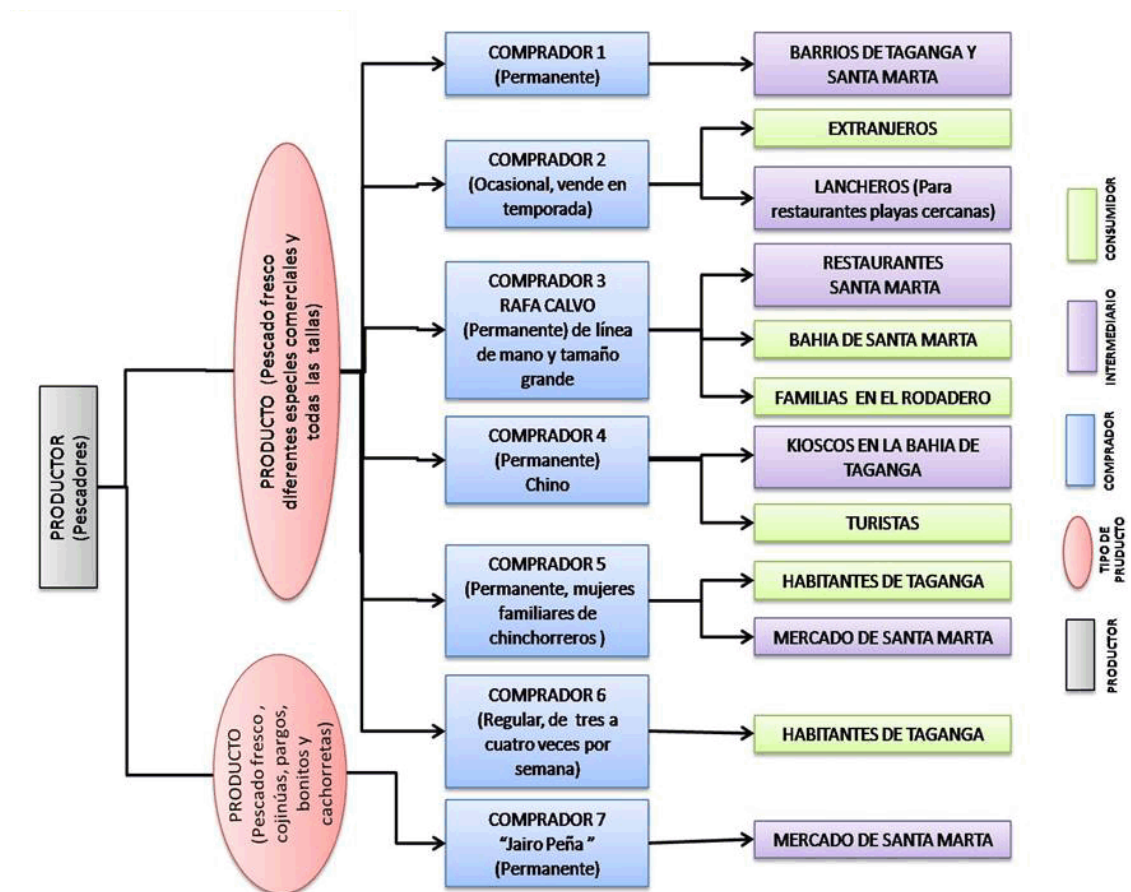 PRODUCTOR
(Pescadores)
PRODUCTO (Pescado fresco
diferentes especies comerciales y
todas las tallas)
PRODUCTO
(Pescado fresco ,
cojinúas, pargos,
bonitos y
cachorretas)
COMPRADOR 1
(Permanente)
COMPRADOR 2
(Ocasional, vende en
temporada)
COMPRADOR 3
RAFA CALVO
(Permanente) de línea
de mano y tamaño
grande
COMPRADOR 4
(Permanente)
Chino
COMPRADOR 5
(Permanente, mujeres
familiares de
chinchorreros )
COMPRADOR 6
(Regular, de tres a
cuatro veces por
semana)
COMPRADOR 7
"Jairo Peña "
(Permanente)
BARRIOS DE TAGANGA Y
SANTA MARTA
EXTRANJEROS
LANCHEROS (Para
restaurantes playas cercanas)
RESTAURANTES
SANTA MARTA
BAHIA DE SANTA MARTA
FAMILIAS EN EL RODADERO
KIOSCOS EN LA BAHIA DE
TAGANGA
TURISTAS
HABITANTES DE TAGANGA
MERCADO DE SANTA MARTA
HABITANTES DE TAGANGA
MERCADO DE SANTA MARTA
CONSUMIDOR
INTERMEDIARIO
COMPRADOR
TIPO DE
PRUDUCTO
PRODUCTOR